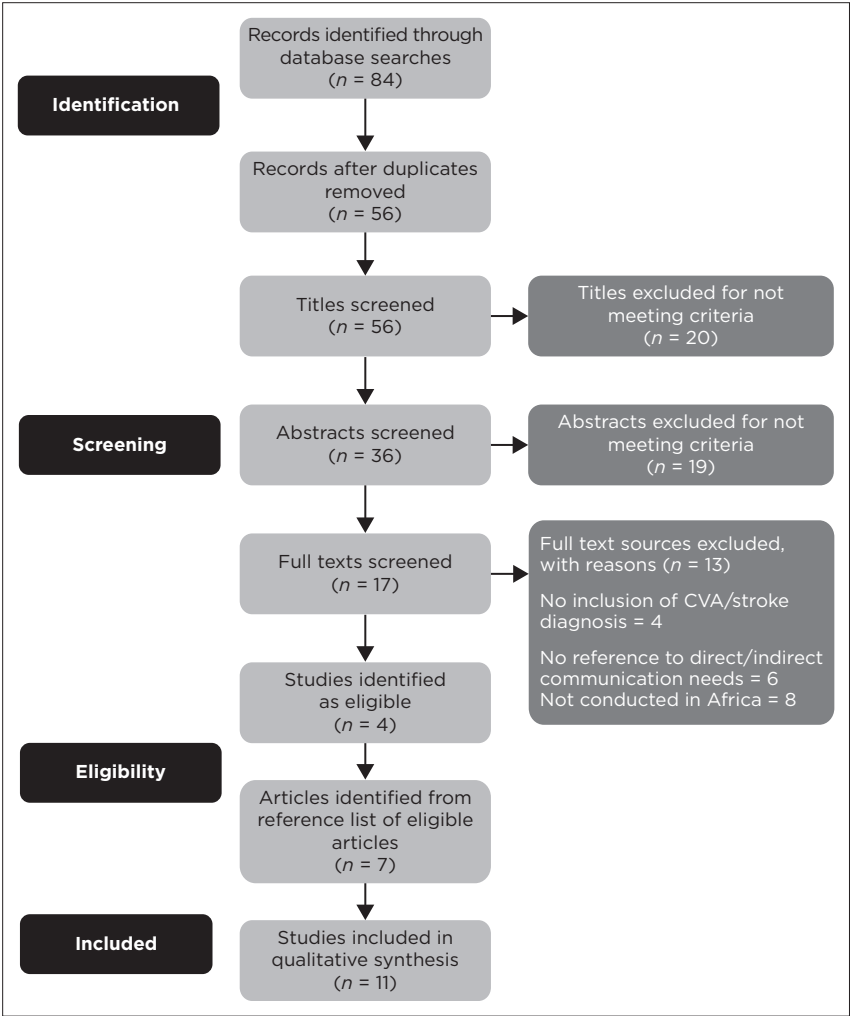 Records identified through
database searches
(n = 84)
Identification
Records after duplicates
removed
(n = 56)
Titles screened
(n = 56)
Titles excluded for not
meeting criteria
(n = 20)
Screening
Abstracts screened
(n = 36)
Abstracts excluded for not
meeting criteria
(n = 19)
Full texts screened
(n = 17)
Full text sources excluded,
with reasons (n = 13)
No inclusion of CVA/stroke
diagnosis = 4
No reference to direct/indirect
communication needs = 6
Not conducted in Africa = 8
Studies identified
as eligible
(n = 4)
Eligibility
Articles identified from
reference list of eligible
articles
(n = 7)
Included
Studies included in
qualitative synthesis
(n = 11)